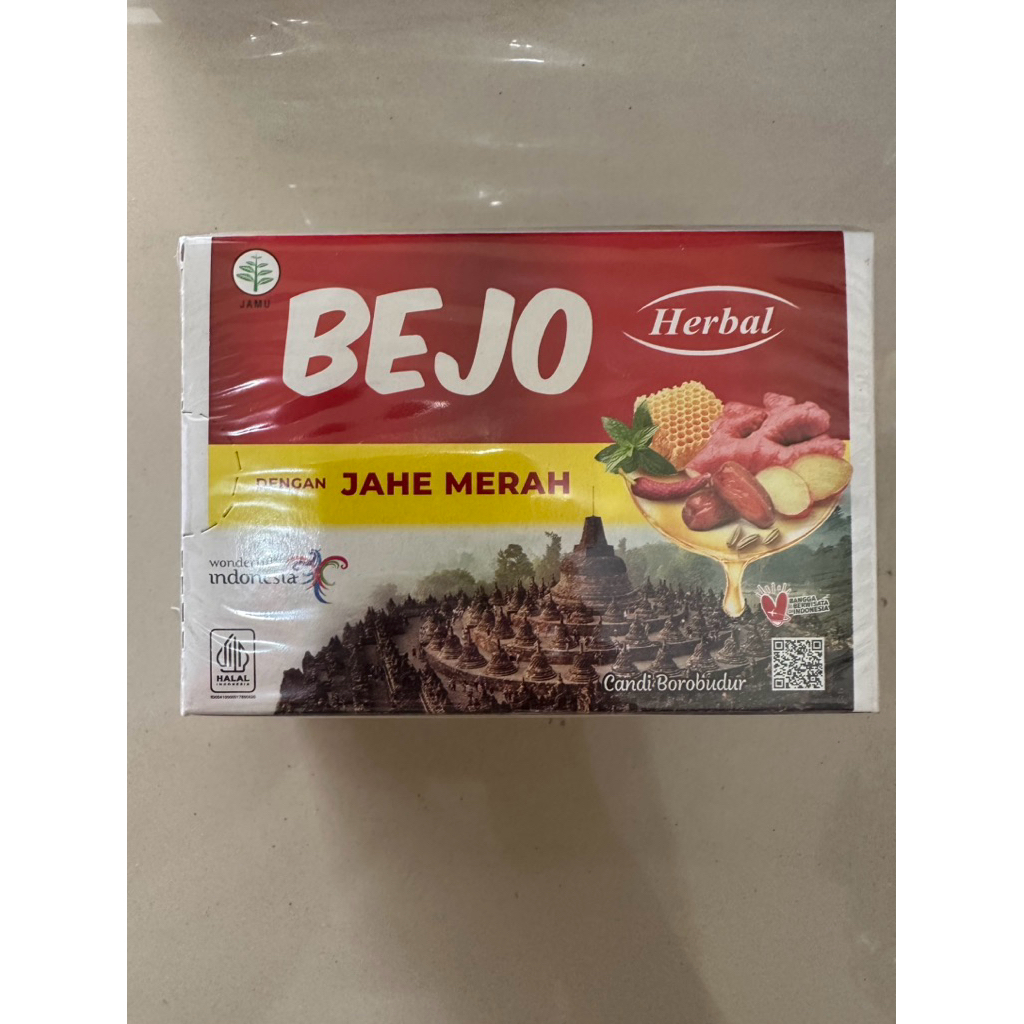 JAMU
BEJO
Herbal
DENGAN JAHE MERAH
wonderful
indonesia
BANGGA
BERWISATA
INDONESIA
HALAL
INDONESIA
Candi Borobudur